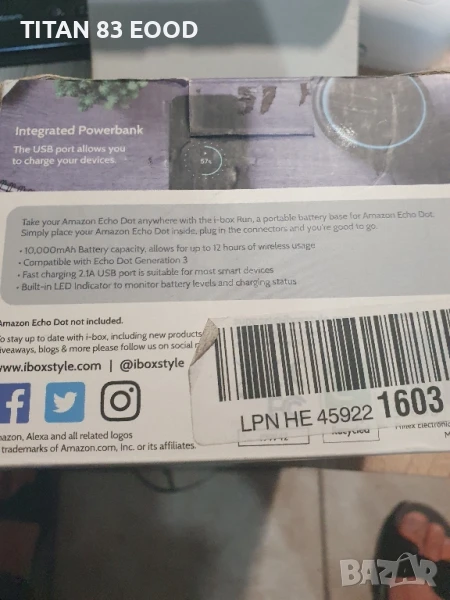 TITAN 83 EOOD
Integrated Powerbank
The USB port allows you
to charge your devices.
57%
Take your Amazon Echo Dot anywhere with the i-box Run, a portable battery base for Amazon Echo Dot.
Simply place your Amazon Echo Dot inside, plug in the connectors and you're good to go.
• 10,000mAh Battery capacity, allows for up to 12 hours of wireless usage
• Compatible with Echo Dot Generation 3
• Fast charging 2.1A USB port is suitable for most smart devices
• Built-in LED Indicator to monitor battery levels and charging status
Amazon Echo Dot not included.
To stay up to date with i-box, including new products
giveaways, blogs & more please follow us on social
www.iboxstyle.com | @iboxstyle
LPN HE 45922 1603
mazon, Alexa and all related logos
trademarks of Amazon.com, Inc. or its affiliates.
Recycled
BAZAR